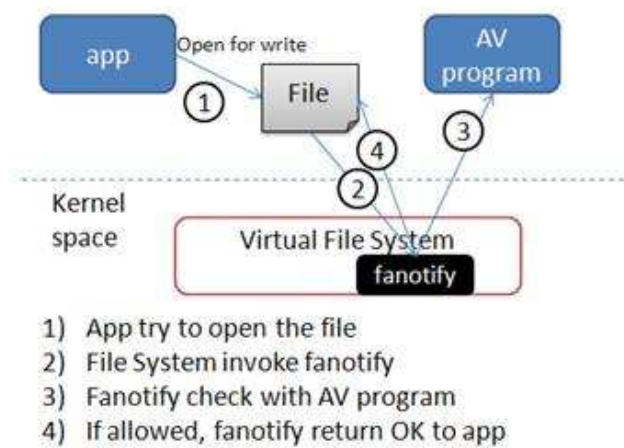 app
Open for write
AV
program
1
File
3
4
2
Kernel
space
Virtual File System
fanotify
1) App try to open the file
2) File System invoke fanotify
3) Fanotify check with AV program
4) If allowed, fanotify return OK to app